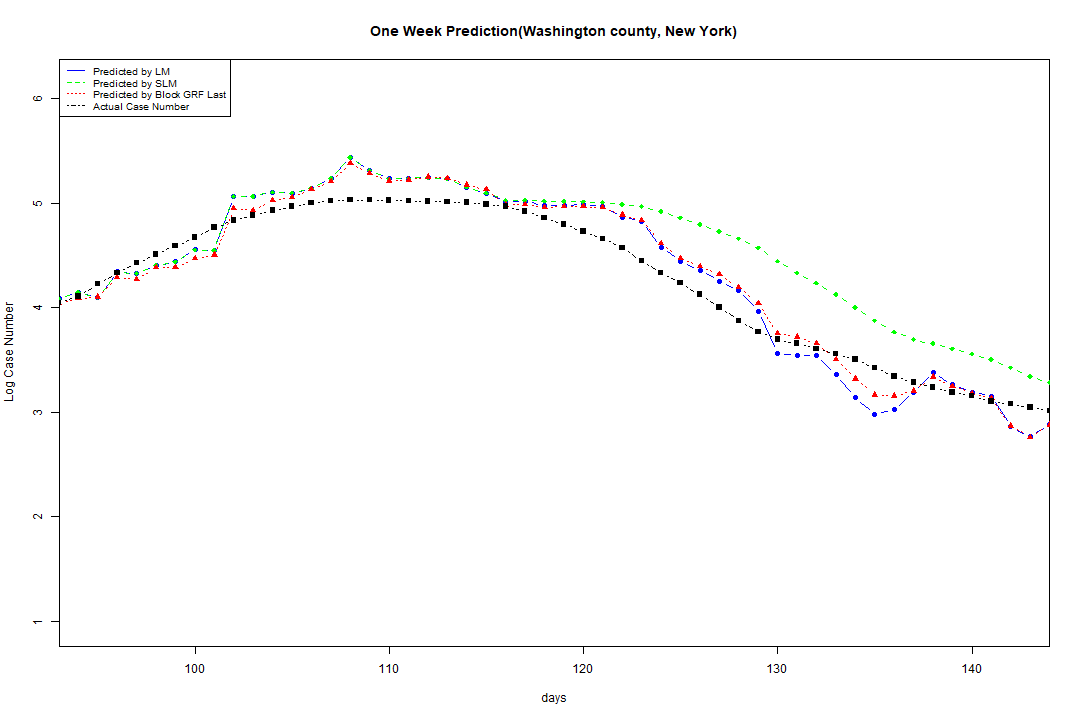 One Week Prediction(Washington county, New York)
Predicted by LM
Predicted by SLM
Predicted by Block GRF Last
Actual Case Number
6
5
4
3
2
1
Log Case Number
100 110 120 130 140
days